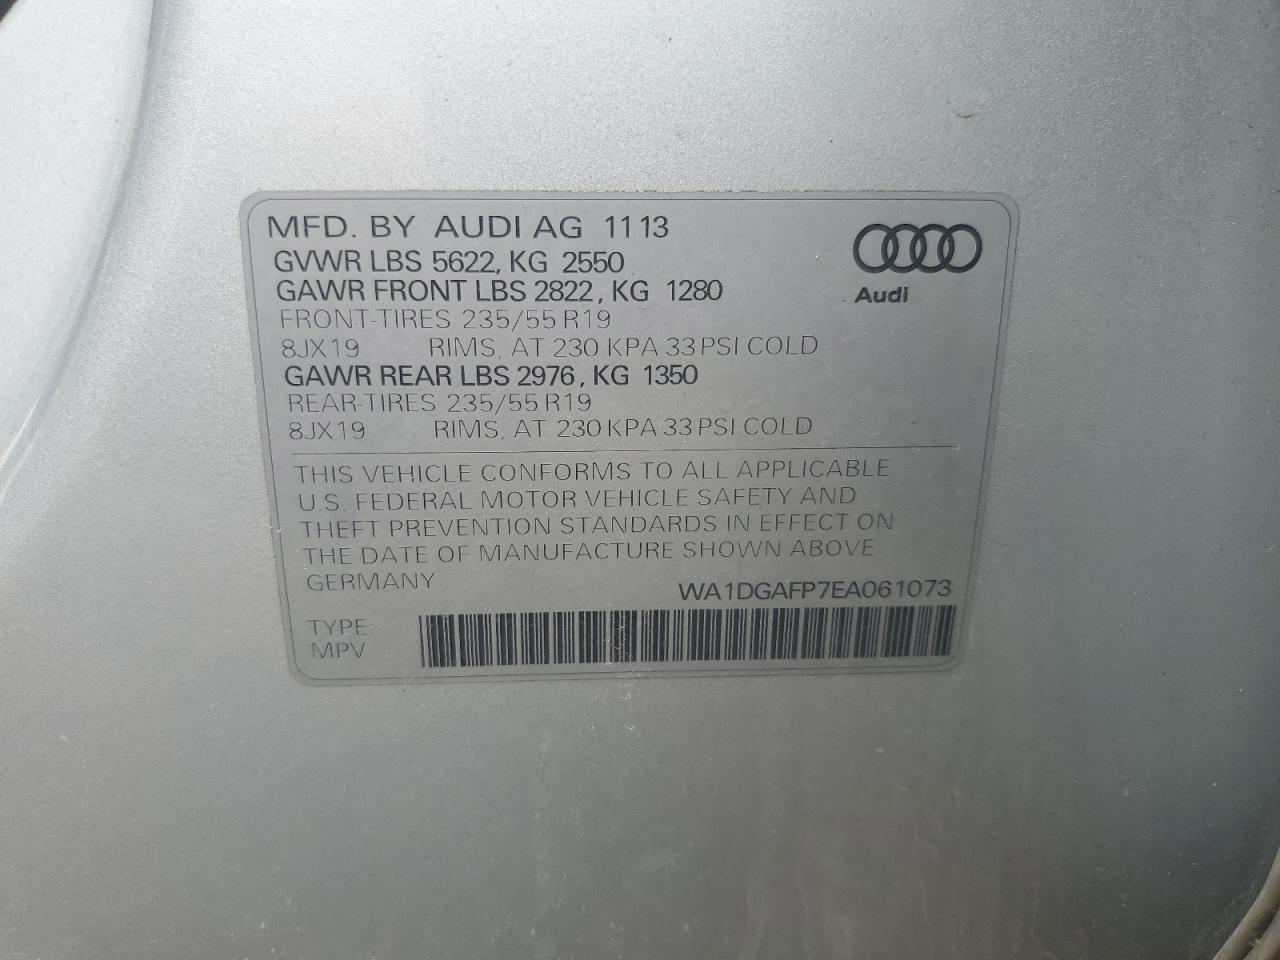 MFD. BY AUDI AG 11 13
GVWR LBS 5622, KG 2550
GAWR FRONT LBS 2822, KG 1280
FRONT-TIRES 235/55 R19
8JX19 RIMS, AT 230 KPA 33 PSI COLD
GAWR REAR LBS 2976, KG 1350
REAR-TIRES 235/55 R19
8JX19 RIMS, AT 230 KPA 33 PSI COLD
Audi
THIS VEHICLE CONFORMS TO ALL APPLICABLE
U.S. FEDERAL MOTOR VEHICLE SAFETY AND
THEFT PREVENTION STANDARDS IN EFFECT ON
THE DATE OF MANUFACTURE SHOWN ABOVE
GERMANY
WA1DGAFP7EA061073
TYPE:
MPV